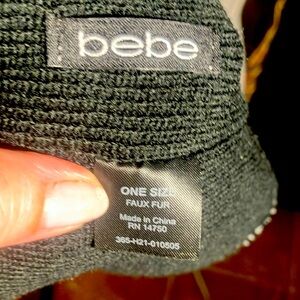 bebe
ONE SIZE
FAUX FUR
Made in China
RN 14750
365-H21-010505